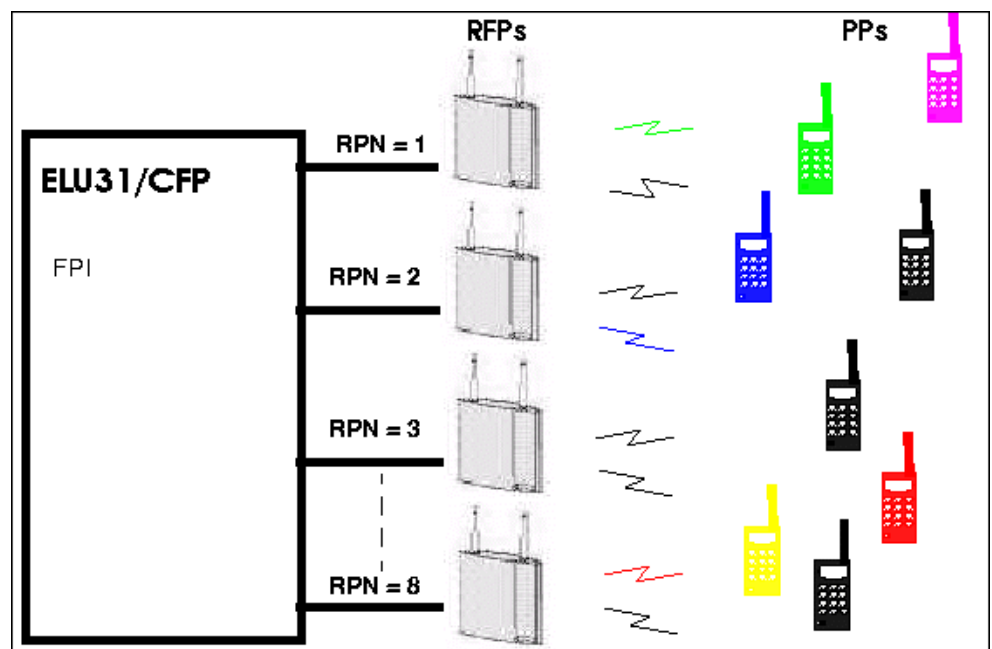 RFPs
PPs
RPN = 1
ELU31/CFP
FPI
RPN = 2
RPN = 3
RPN = 8